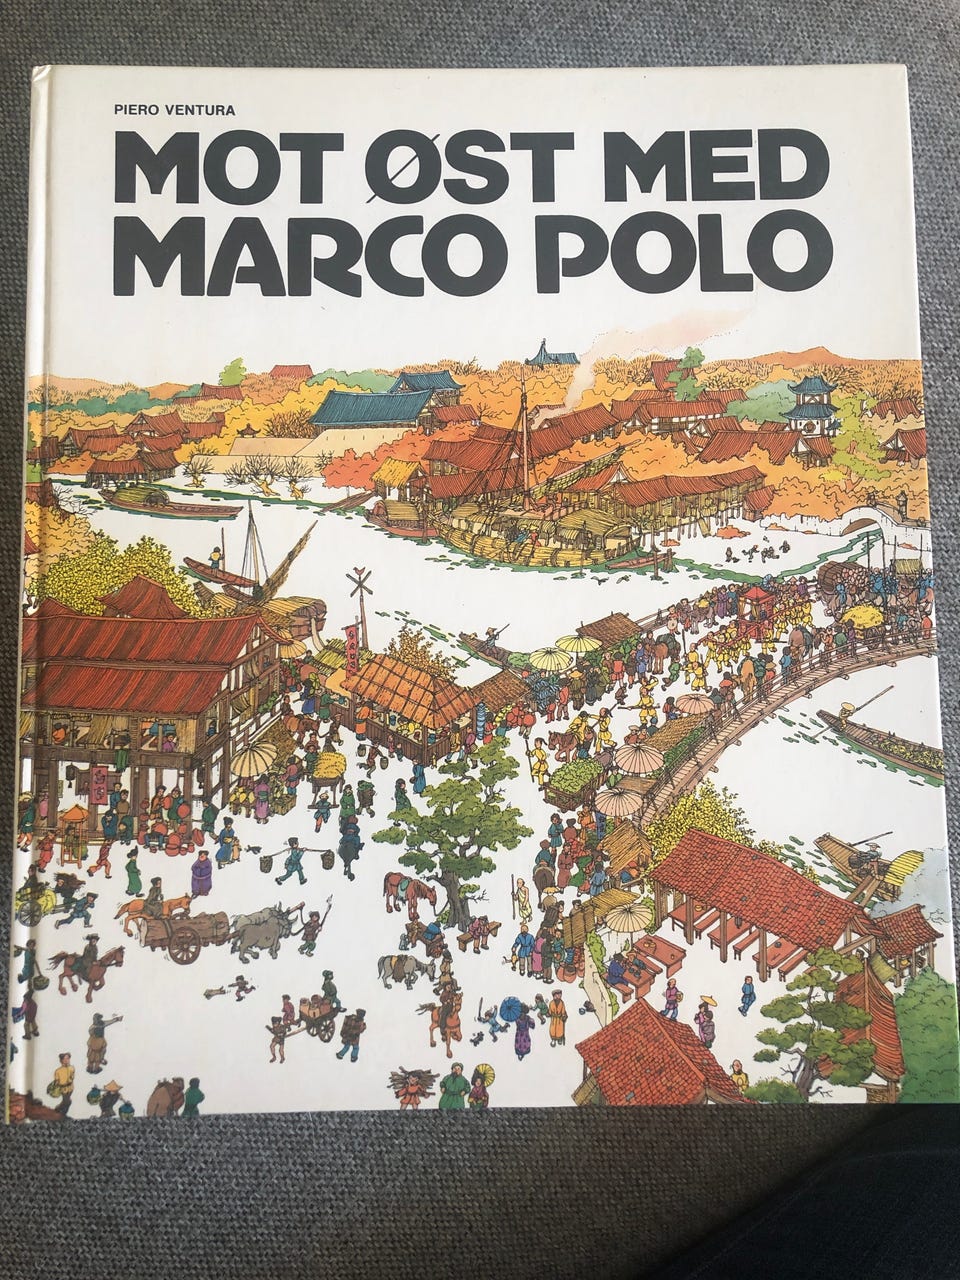 PIERO VENTURA
MOT ØST MED
MARCO POLO